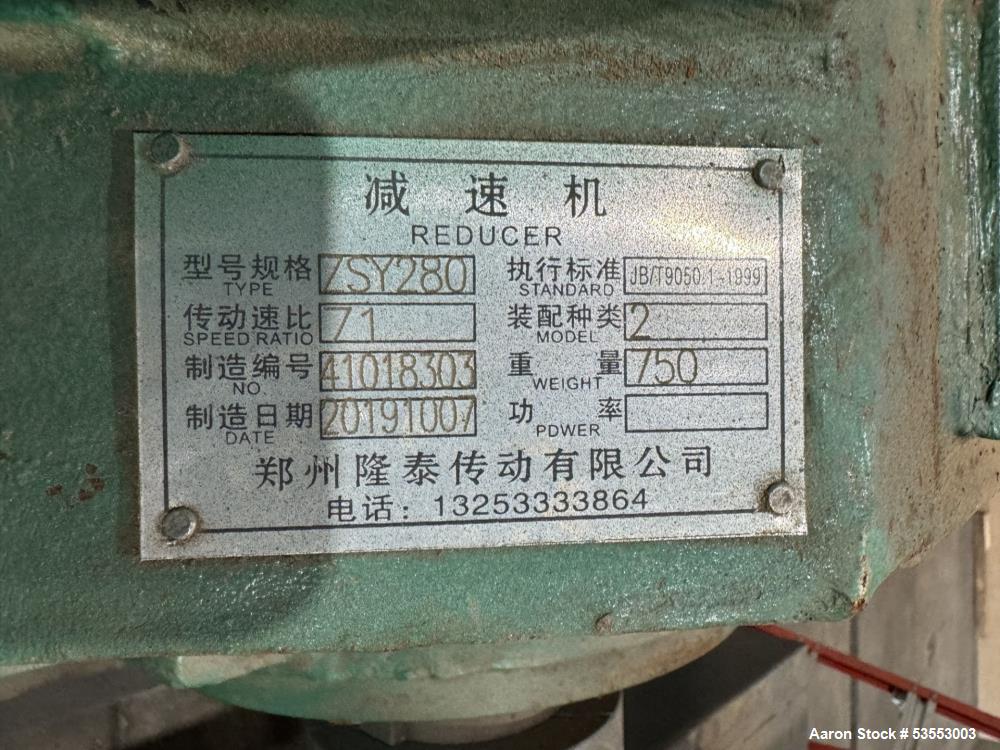 减速机
REDUCER
型号规格 ZSY280 执行标准 JB/T9050.1-1999
TYPE STANDARD
传动速比 71 装配种类 2
SPEED RATIO MODEL
制造编号 41018303 重量 750
NO. WEIGHT
制造日期 20191007 功率
DATE PDWER
郑州隆泰传动有限公司
电话：13253333864
Aaron Stock # 53553003